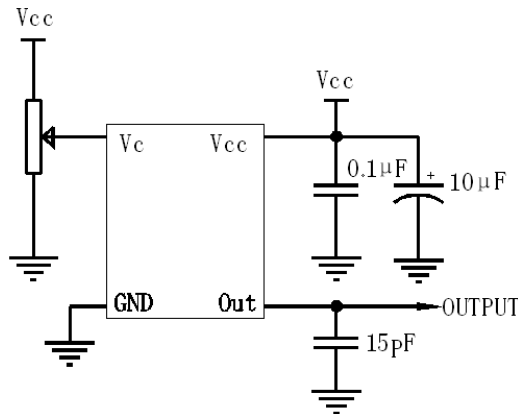 Vcc
Vcc
Vc
Vcc
0.1μF
+
10μF
GND
Out
OUTPUT
15pF